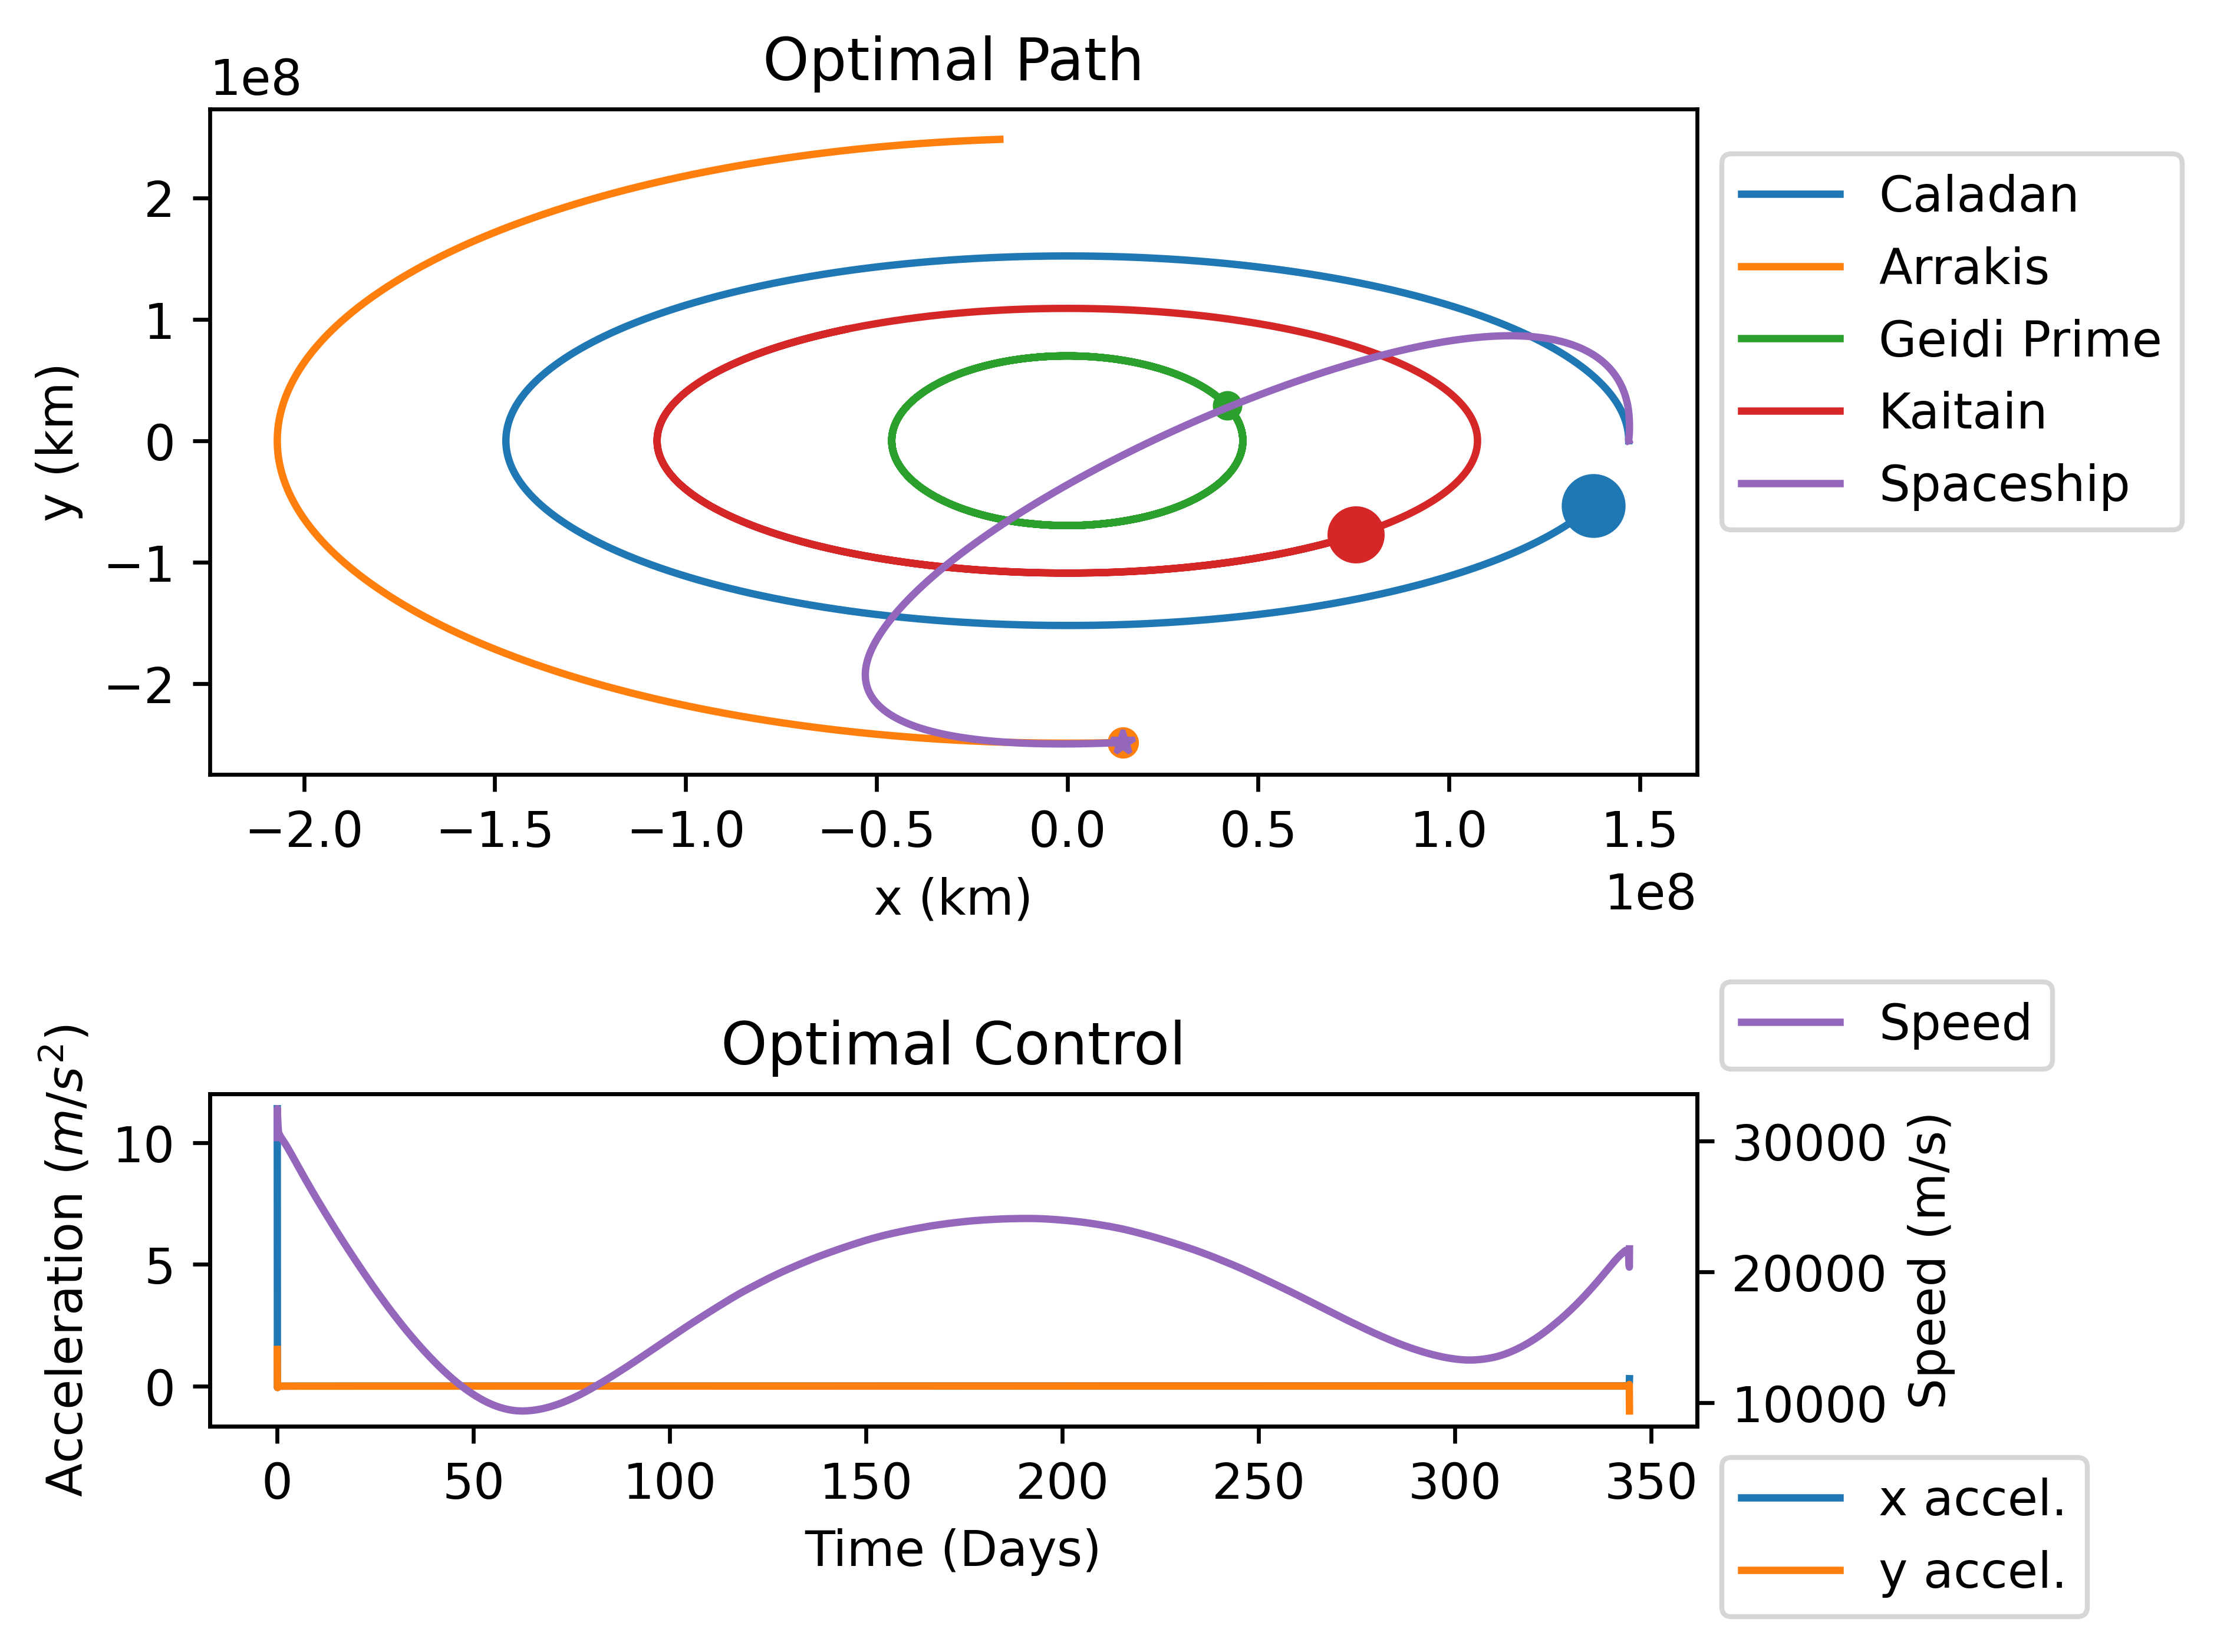 Optimal Path
1e8
y (km)
2
1
0
−1
−2
−2.0 −1.5 −1.0 −0.5 0.0 0.5 1.0 1.5
x (km)
1e8
Caladan
Arrakis
Geidi Prime
Kaitain
Spaceship
Optimal Control
Speed
Acceleration (m/s²)
10
5
0
30000
20000
10000
Speed (m/s)
0 50 100 150 200 250 300 350
Time (Days)
x accel.
y accel.